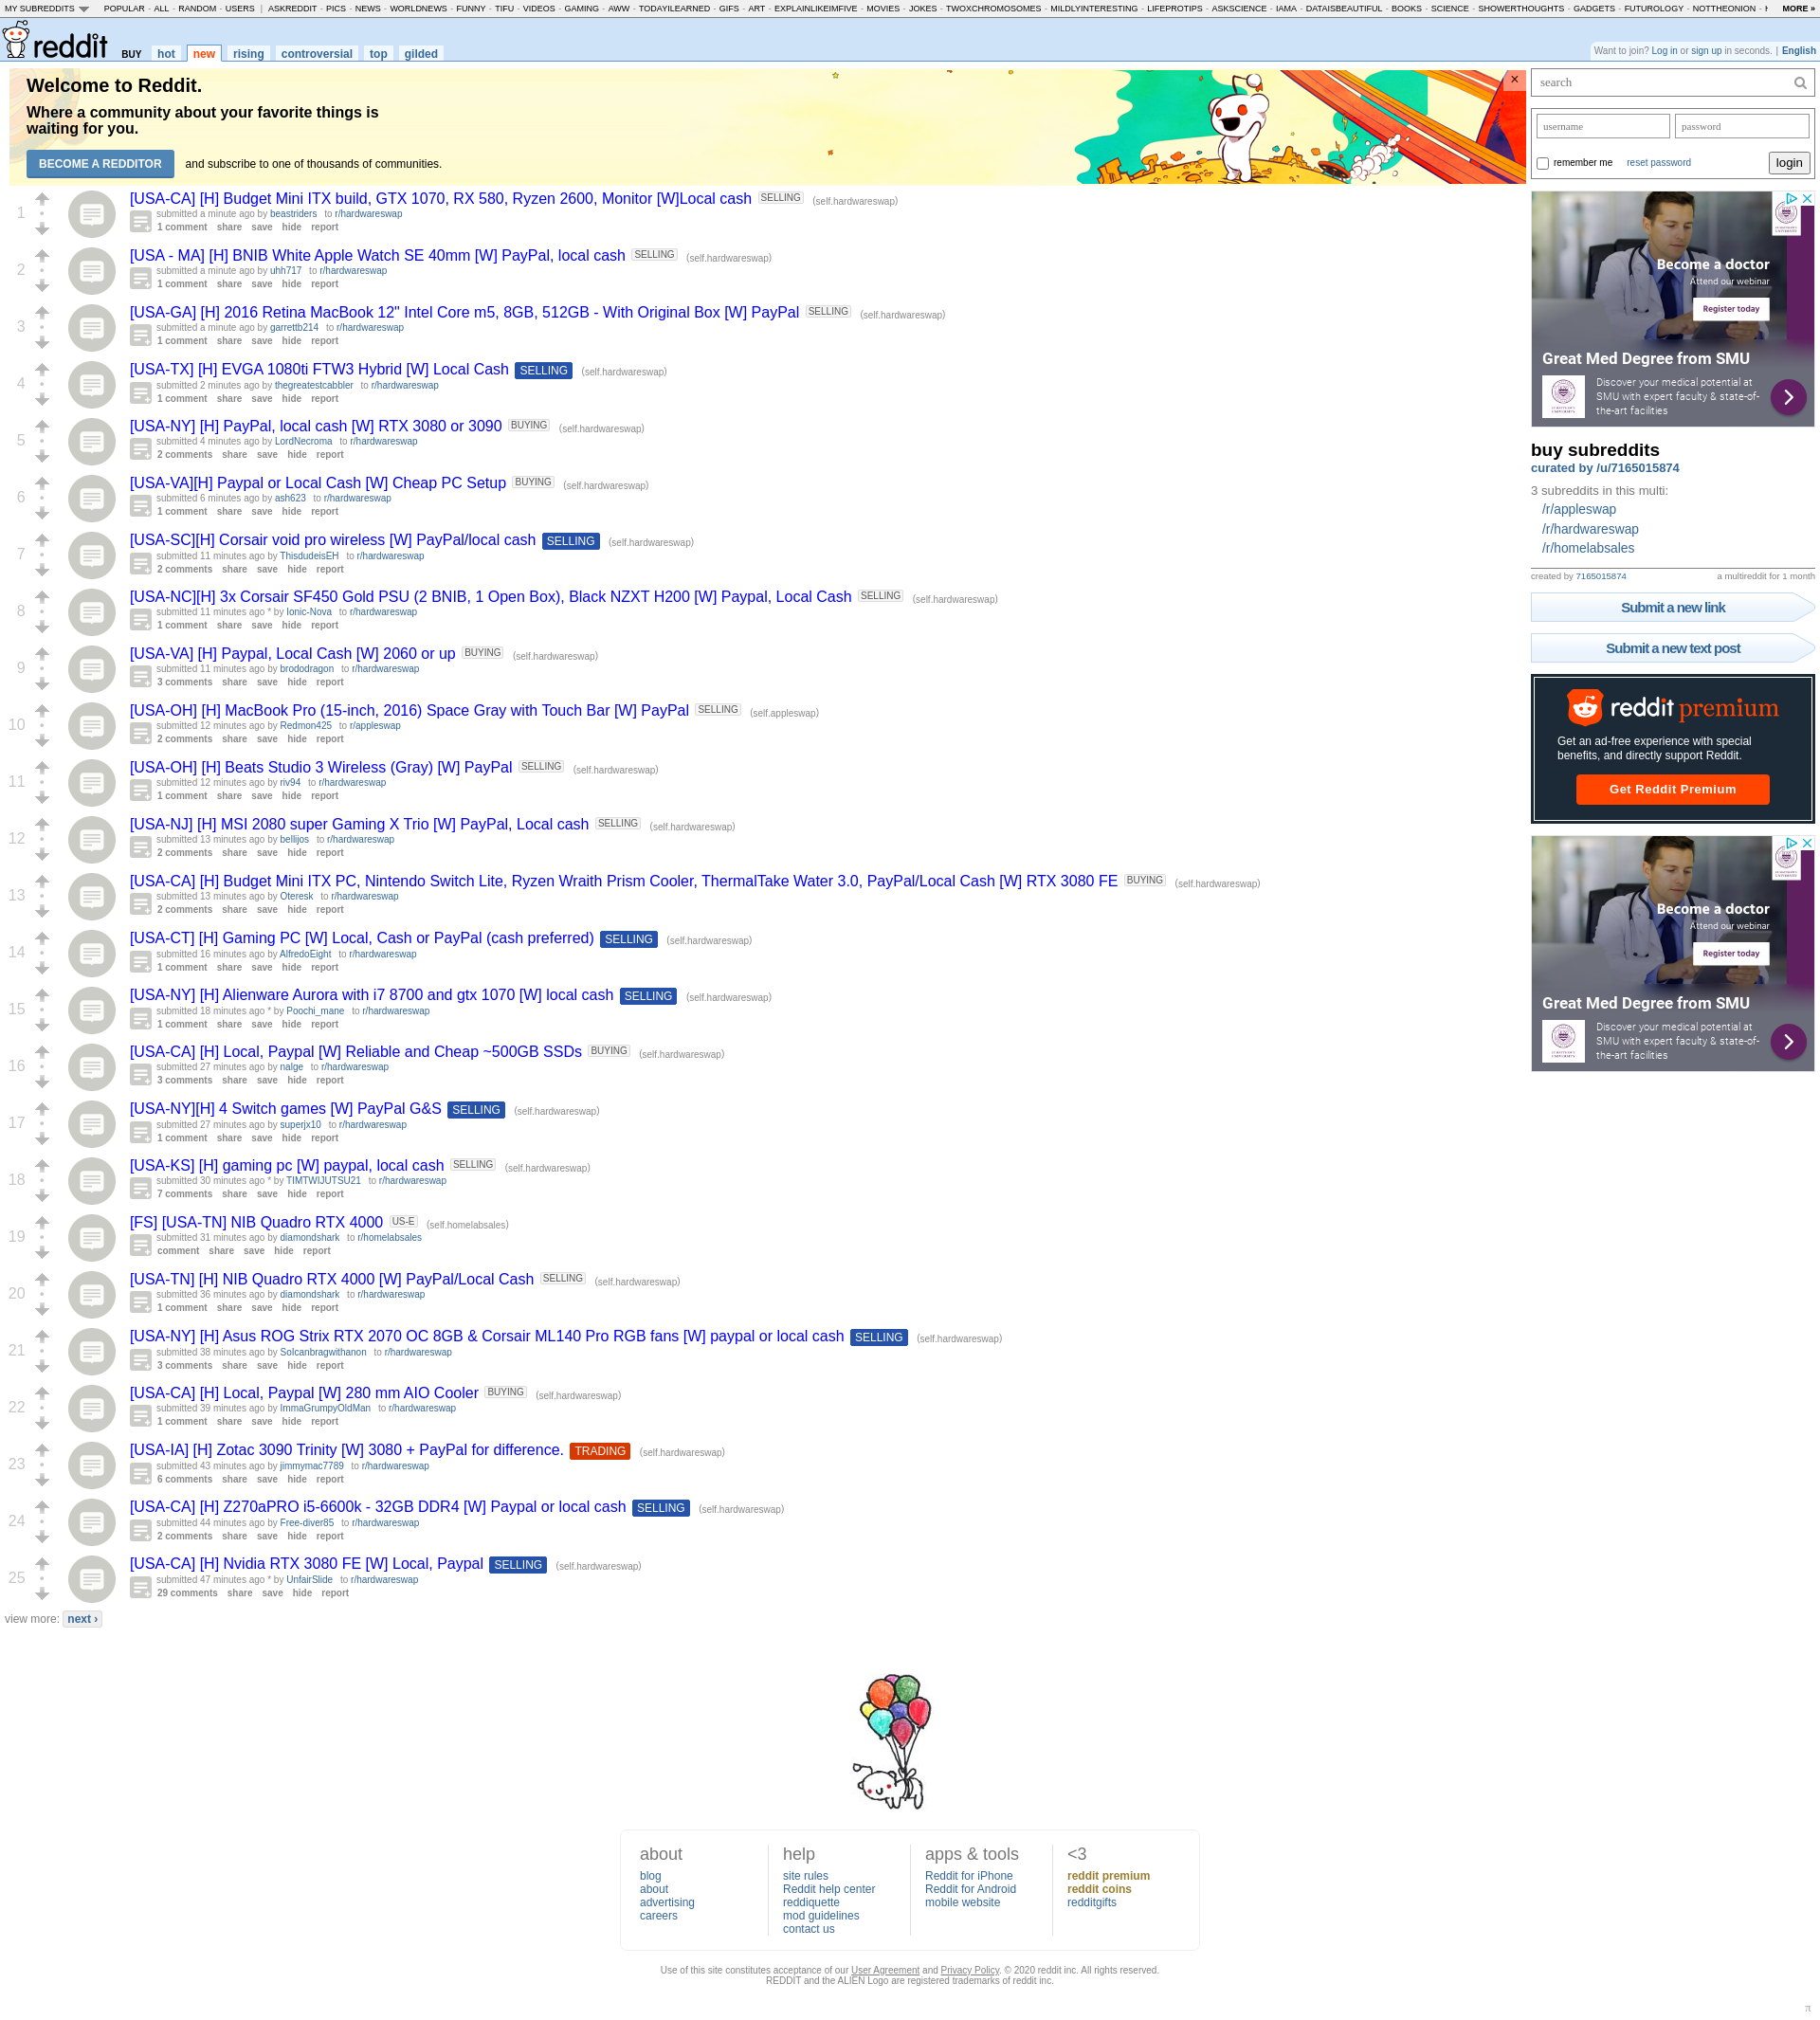 MY SUBREDDITS POPULAR - ALL - RANDOM - USERS | ASKREDDIT - PICS - NEWS - WORLDNEWS - FUNNY - TIFU - VIDEOS - GAMING - AWW - TODAYILEARNED - GIFS - ART - EXPLAINLIKEIMFIVE - MOVIES - JOKES - TWOXCHROMOSOMES - MILDLYINTERESTING - LIFEPROTIPS - ASKSCIENCE - IAMA - DATAISBEAUTIFUL - BOOKS - SCIENCE - SHOWERTHOUGHTS - GADGETS - FUTUROLOGY - NOTTHEONION - MORE »
reddit BUY hot new rising controversial top gilded
Want to join? Log in or sign up in seconds. | English
Welcome to Reddit.
Where a community about your favorite things is
waiting for you.
BECOME A REDDITOR and subscribe to one of thousands of communities.
×
1
[USA-CA] [H] Budget Mini ITX build, GTX 1070, RX 580, Ryzen 2600, Monitor [W]Local cash SELLING (self.hardwareswap)
submitted a minute ago by beastriders to r/hardwareswap
1 comment share save hide report
2
[USA - MA] [H] BNIB White Apple Watch SE 40mm [W] PayPal, local cash SELLING (self.hardwareswap)
submitted a minute ago by uhh717 to r/hardwareswap
1 comment share save hide report
3
[USA-GA] [H] 2016 Retina MacBook 12" Intel Core m5, 8GB, 512GB - With Original Box [W] PayPal SELLING (self.hardwareswap)
submitted a minute ago by garrettb214 to r/hardwareswap
1 comment share save hide report
4
[USA-TX] [H] EVGA 1080ti FTW3 Hybrid [W] Local Cash SELLING (self.hardwareswap)
submitted 2 minutes ago by thegreatestcabbler to r/hardwareswap
1 comment share save hide report
5
[USA-NY] [H] PayPal, local cash [W] RTX 3080 or 3090 BUYING (self.hardwareswap)
submitted 4 minutes ago by LordNecroma to r/hardwareswap
2 comments share save hide report
6
[USA-VA][H] Paypal or Local Cash [W] Cheap PC Setup BUYING (self.hardwareswap)
submitted 6 minutes ago by ash623 to r/hardwareswap
1 comment share save hide report
7
[USA-SC][H] Corsair void pro wireless [W] PayPal/local cash SELLING (self.hardwareswap)
submitted 11 minutes ago by ThisdudeisEH to r/hardwareswap
2 comments share save hide report
8
[USA-NC][H] 3x Corsair SF450 Gold PSU (2 BNIB, 1 Open Box), Black NZXT H200 [W] Paypal, Local Cash SELLING (self.hardwareswap)
submitted 11 minutes ago * by Ionic-Nova to r/hardwareswap
1 comment share save hide report
9
[USA-VA] [H] Paypal, Local Cash [W] 2060 or up BUYING (self.hardwareswap)
submitted 11 minutes ago by brododragon to r/hardwareswap
3 comments share save hide report
10
[USA-OH] [H] MacBook Pro (15-inch, 2016) Space Gray with Touch Bar [W] PayPal SELLING (self.appleswap)
submitted 12 minutes ago by Redmon425 to r/appleswap
2 comments share save hide report
11
[USA-OH] [H] Beats Studio 3 Wireless (Gray) [W] PayPal SELLING (self.hardwareswap)
submitted 12 minutes ago by riv94 to r/hardwareswap
1 comment share save hide report
12
[USA-NJ] [H] MSI 2080 super Gaming X Trio [W] PayPal, Local cash SELLING (self.hardwareswap)
submitted 13 minutes ago by bellijos to r/hardwareswap
2 comments share save hide report
13
[USA-CA] [H] Budget Mini ITX PC, Nintendo Switch Lite, Ryzen Wraith Prism Cooler, ThermalTake Water 3.0, PayPal/Local Cash [W] RTX 3080 FE BUYING (self.hardwareswap)
submitted 13 minutes ago by Oteresk to r/hardwareswap
2 comments share save hide report
14
[USA-CT] [H] Gaming PC [W] Local, Cash or PayPal (cash preferred) SELLING (self.hardwareswap)
submitted 16 minutes ago by AlfredoEight to r/hardwareswap
1 comment share save hide report
15
[USA-NY] [H] Alienware Aurora with i7 8700 and gtx 1070 [W] local cash SELLING (self.hardwareswap)
submitted 18 minutes ago * by Poochi_mane to r/hardwareswap
1 comment share save hide report
16
[USA-CA] [H] Local, Paypal [W] Reliable and Cheap ~500GB SSDs BUYING (self.hardwareswap)
submitted 27 minutes ago by nalge to r/hardwareswap
3 comments share save hide report
17
[USA-NY][H] 4 Switch games [W] PayPal G&S SELLING (self.hardwareswap)
submitted 27 minutes ago by superjx10 to r/hardwareswap
1 comment share save hide report
18
[USA-KS] [H] gaming pc [W] paypal, local cash SELLING (self.hardwareswap)
submitted 30 minutes ago * by TIMTWIJUTSU21 to r/hardwareswap
7 comments share save hide report
19
[FS] [USA-TN] NIB Quadro RTX 4000 US-E (self.homelabsales)
submitted 31 minutes ago by diamondshark to r/homelabsales
comment share save hide report
20
[USA-TN] [H] NIB Quadro RTX 4000 [W] PayPal/Local Cash SELLING (self.hardwareswap)
submitted 36 minutes ago by diamondshark to r/hardwareswap
1 comment share save hide report
21
[USA-NY] [H] Asus ROG Strix RTX 2070 OC 8GB & Corsair ML140 Pro RGB fans [W] paypal or local cash SELLING (self.hardwareswap)
submitted 38 minutes ago by Solcanbragwithanon to r/hardwareswap
3 comments share save hide report
22
[USA-CA] [H] Local, Paypal [W] 280 mm AIO Cooler BUYING (self.hardwareswap)
submitted 39 minutes ago by ImmaGrumpyOldMan to r/hardwareswap
1 comment share save hide report
23
[USA-IA] [H] Zotac 3090 Trinity [W] 3080 + PayPal for difference. TRADING (self.hardwareswap)
submitted 43 minutes ago by jimmymac7789 to r/hardwareswap
6 comments share save hide report
24
[USA-CA] [H] Z270aPRO i5-6600k - 32GB DDR4 [W] Paypal or local cash SELLING (self.hardwareswap)
submitted 44 minutes ago by Free-diver85 to r/hardwareswap
2 comments share save hide report
25
[USA-CA] [H] Nvidia RTX 3080 FE [W] Local, Paypal SELLING (self.hardwareswap)
submitted 47 minutes ago * by UnfairSlide to r/hardwareswap
29 comments share save hide report
view more: next ›
search
username password
remember me reset password login
Become a doctor
Attend our webinar
Register today
Great Med Degree from SMU
Discover your medical potential at
SMU with expert faculty & state-of-
the-art facilities
buy subreddits
curated by /u/7165015874
3 subreddits in this multi:
/r/appleswap
/r/hardwareswap
/r/homelabsales
created by 7165015874 a multireddit for 1 month
Submit a new link
Submit a new text post
reddit premium
Get an ad-free experience with special
benefits, and directly support Reddit.
Get Reddit Premium
Become a doctor
Attend our webinar
Register today
Great Med Degree from SMU
Discover your medical potential at
SMU with expert faculty & state-of-
the-art facilities
about
blog
about
advertising
careers
help
site rules
Reddit help center
reddiquette
mod guidelines
contact us
apps & tools
Reddit for iPhone
Reddit for Android
mobile website
<3
reddit premium
reddit coins
redditgifts
Use of this site constitutes acceptance of our User Agreement and Privacy Policy. © 2020 reddit inc. All rights reserved.
REDDIT and the ALIEN Logo are registered trademarks of reddit inc.
π